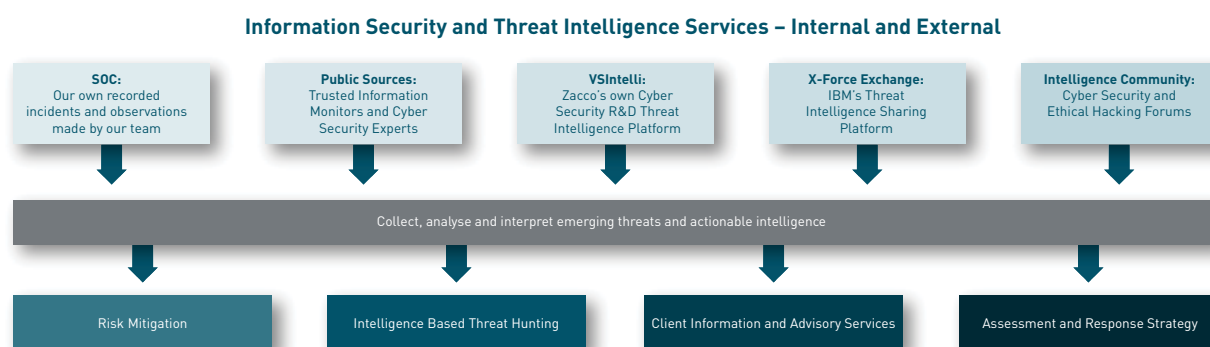 Information Security and Threat Intelligence Services – Internal and External
SOC:
Our own recorded
incidents and observations
made by our team
Public Sources:
Trusted Information
Monitors and Cyber
Security Experts
VSIntelli:
Zacco's own Cyber
Security R&D Threat
Intelligence Platform
X-Force Exchange:
IBM's Threat
Intelligence Sharing
Platform
Intelligence Community:
Cyber Security and
Ethical Hacking Forums
Collect, analyse and interpret emerging threats and actionable intelligence
Risk Mitigation
Intelligence Based Threat Hunting
Client Information and Advisory Services
Assessment and Response Strategy